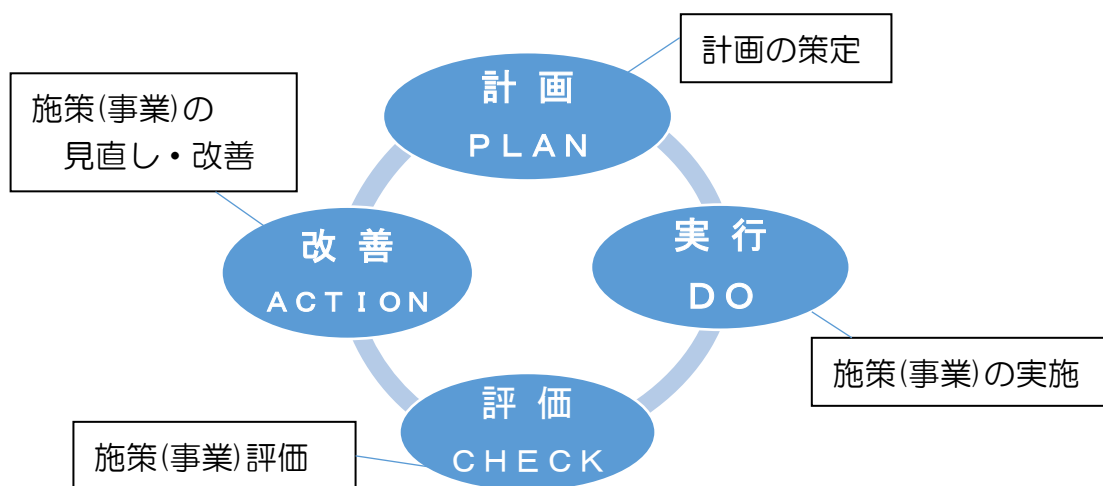 計画の策定
計 画
ＰＬＡＮ
施策(事業)の
見直し・改善
実 行
ＤＯ
改 善
ＡＣＴＩＯＮ
施策(事業)の実施
評 価
ＣＨＥＣＫ
施策(事業)評価